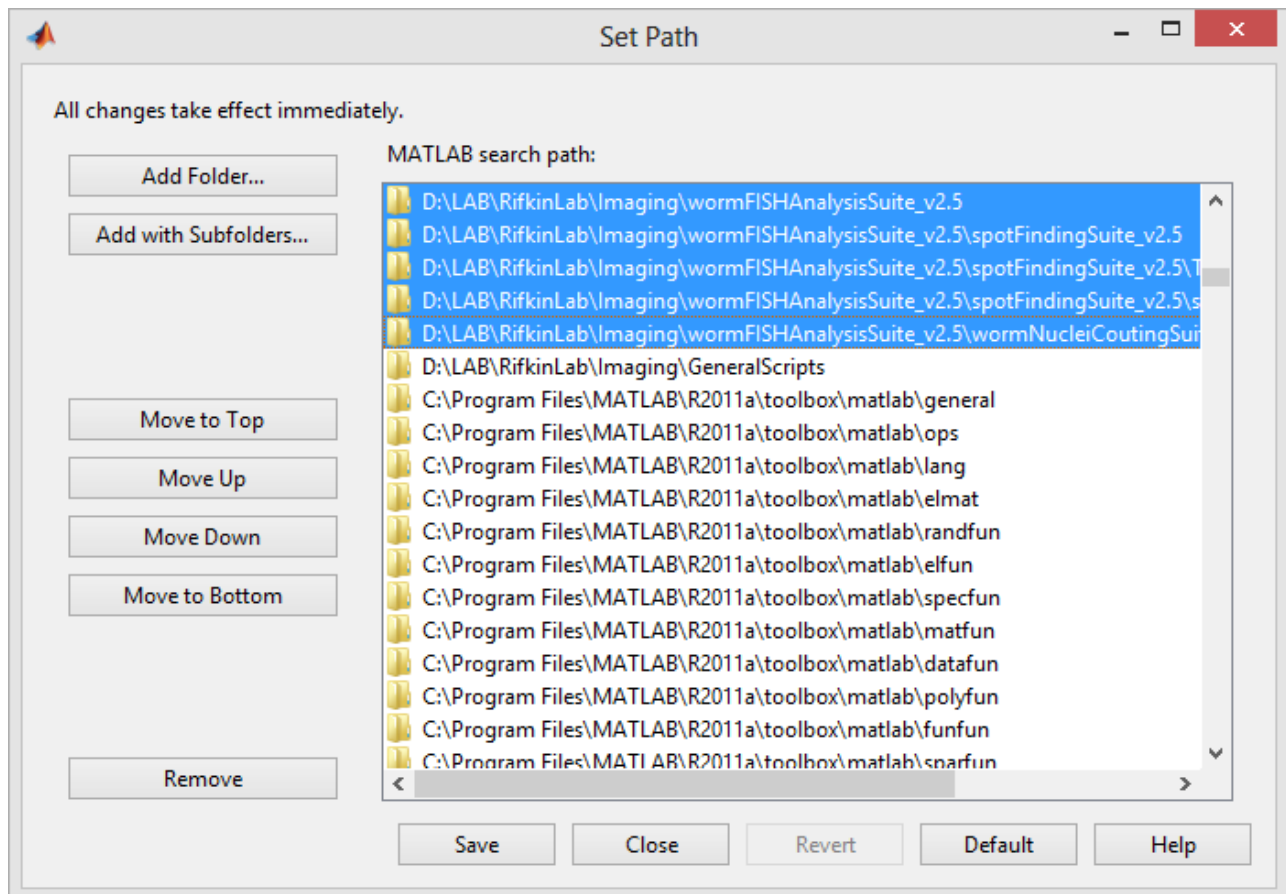 Set Path
All changes take effect immediately.
Add Folder...
Add with Subfolders...
Move to Top
Move Up
Move Down
Move to Bottom
Remove
MATLAB search path:
D:\LAB\RifkinLab\Imaging\wormFISHAnalysisSuite_v2.5
D:\LAB\RifkinLab\Imaging\wormFISHAnalysisSuite_v2.5\spotFindingSuite_v2.5
D:\LAB\RifkinLab\Imaging\wormFISHAnalysisSuite_v2.5\spotFindingSuite_v2.5\T
D:\LAB\RifkinLab\Imaging\wormFISHAnalysisSuite_v2.5\spotFindingSuite_v2.5\s
D:\LAB\RifkinLab\Imaging\wormFISHAnalysisSuite_v2.5\wormNucleiCoutingSuit
D:\LAB\RifkinLab\Imaging\GeneralScripts
C:\Program Files\MATLAB\R2011a\toolbox\matlab\general
C:\Program Files\MATLAB\R2011a\toolbox\matlab\ops
C:\Program Files\MATLAB\R2011a\toolbox\matlab\lang
C:\Program Files\MATLAB\R2011a\toolbox\matlab\elmat
C:\Program Files\MATLAB\R2011a\toolbox\matlab\randfun
C:\Program Files\MATLAB\R2011a\toolbox\matlab\elfun
C:\Program Files\MATLAB\R2011a\toolbox\matlab\specfun
C:\Program Files\MATLAB\R2011a\toolbox\matlab\matfun
C:\Program Files\MATLAB\R2011a\toolbox\matlab\datafun
C:\Program Files\MATLAB\R2011a\toolbox\matlab\polyfun
C:\Program Files\MATLAB\R2011a\toolbox\matlab\funfun
C:\Program Files\MATLAB\R2011a\toolbox\matlab\sparfun
Save
Close
Revert
Default
Help